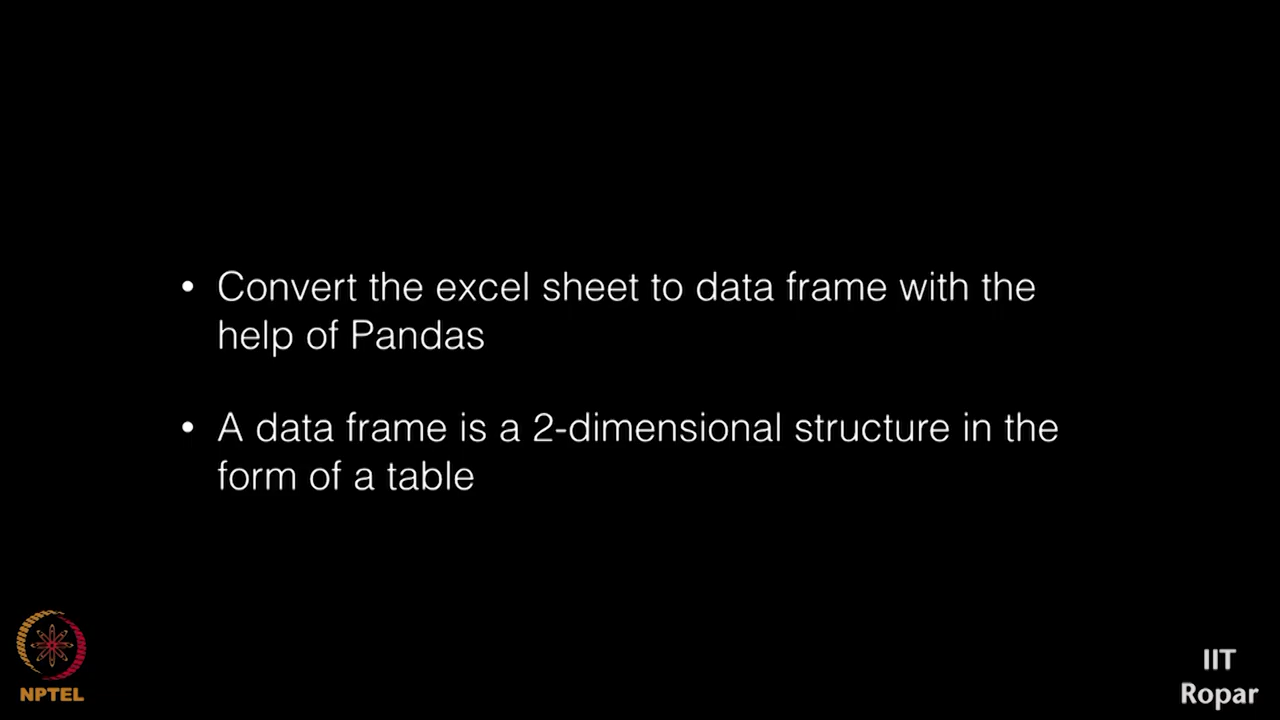 • Convert the excel sheet to data frame with the
help of Pandas
• A data frame is a 2-dimensional structure in the
form of a table
NPTEL
IIT
Ropar